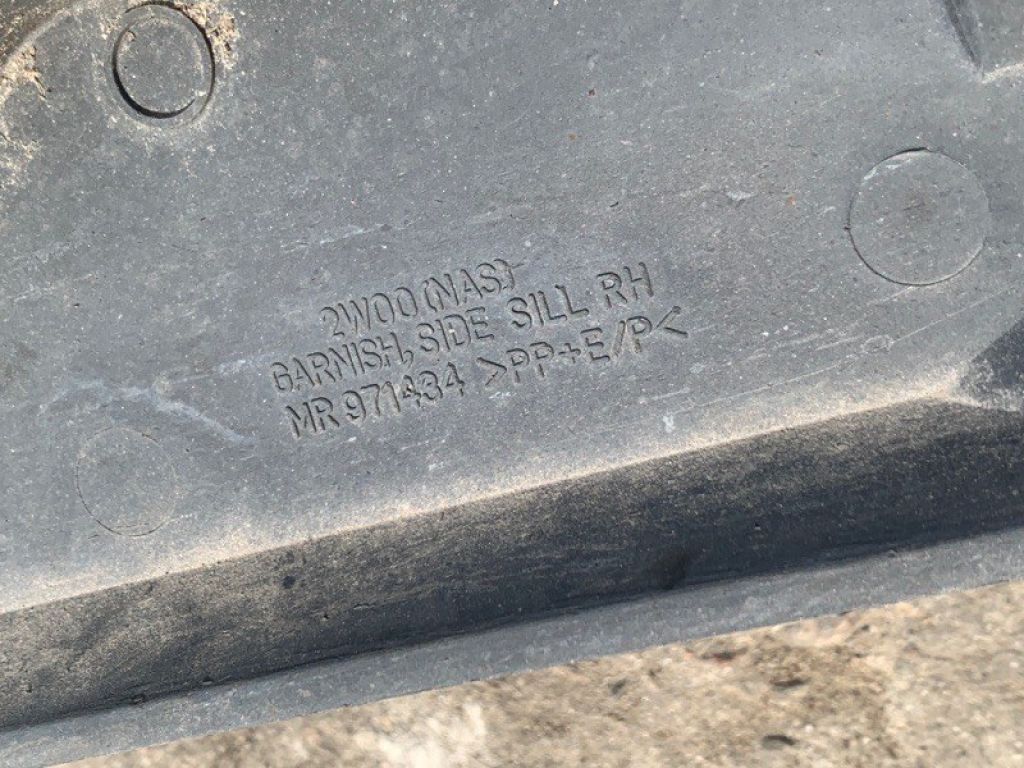 2W00 (NAS)
GARNISH, SIDE SILL RH
MR 971434 >PP+E/P<